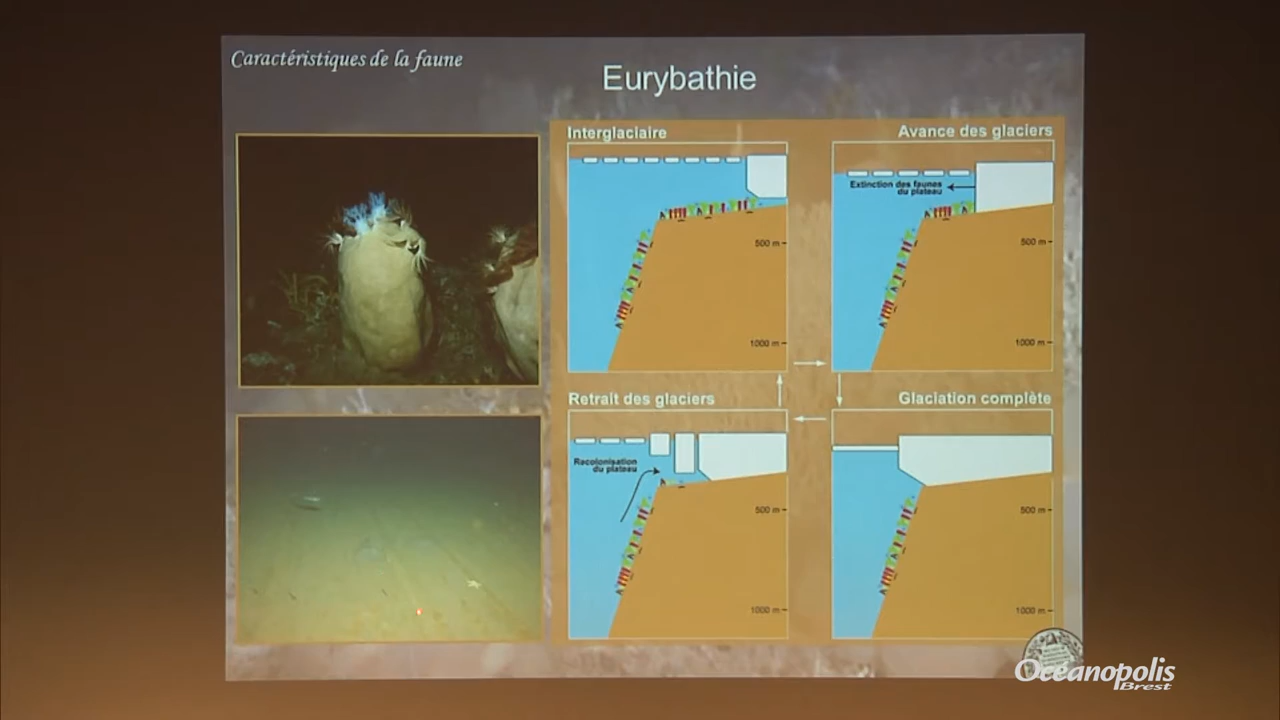 Caractéristiques de la faune
Eurybathie
Interglaciaire
500 m
1000 m
Avance des glaciers
Extinction des faunes
du plateau
500 m
1000 m
Retrait des glaciers
Recolonisation
du plateau
500 m
1000 m
Glaciation complète
500 m
1000 m
Oceanopolis
Brest